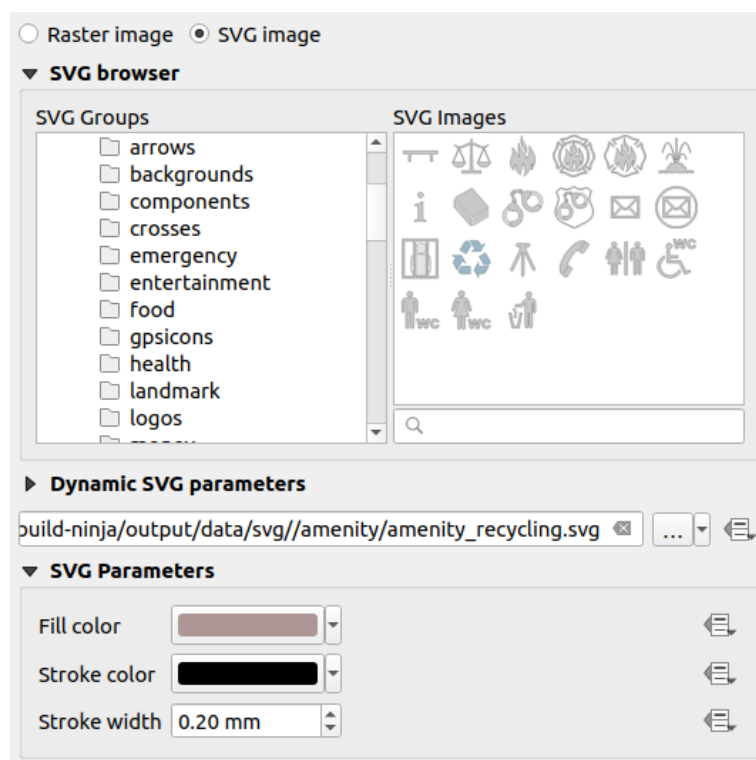 Raster image SVG image
SVG browser
SVG Groups
SVG Images
arrows
backgrounds
components
crosses
emergency
entertainment
food
gpsicons
health
landmark
logos
i
wc
wc
wc
Dynamic SVG parameters
build-ninja/output/data/svg//amenity/amenity_recycling.svg
...
SVG Parameters
Fill color
Stroke color
Stroke width 0.20 mm